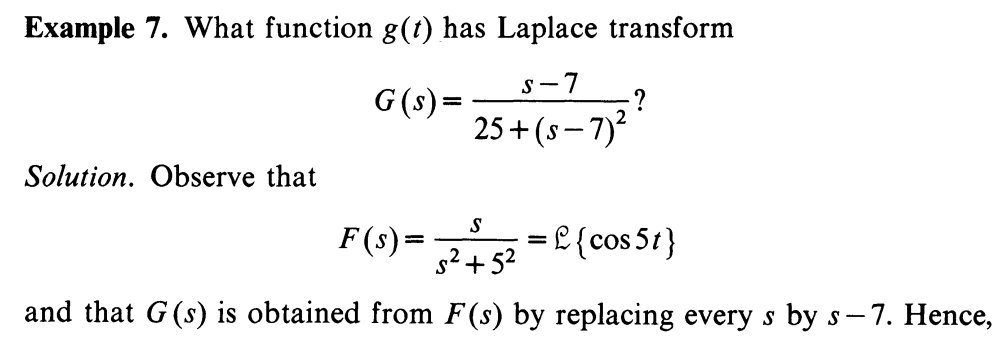 Example 7. What function g(t) has Laplace transform
G(s) = \frac{s-7}{25+(s-7)^2}?
Solution. Observe that
F(s) = \frac{s}{s^2+5^2} = ℒ{cos 5t}
and that G(s) is obtained from F(s) by replacing every s by s-7. Hence,